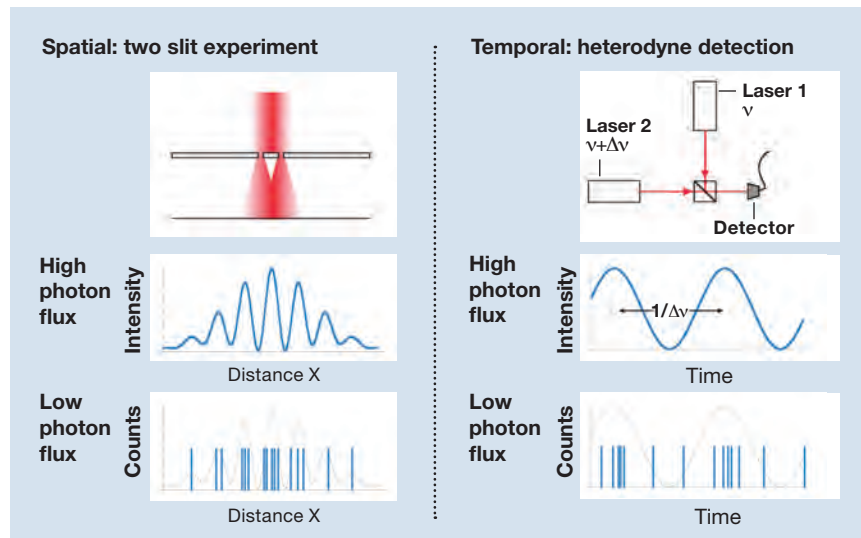 Spatial: two slit experiment
High
photon
flux
Intensity
Distance X
Low
photon
flux
Counts
Distance X
Temporal: heterodyne detection
Laser 1
ν
Laser 2
ν+Δν
Detector
High
photon
flux
Intensity
1/Δν
Time
Low
photon
flux
Counts
Time